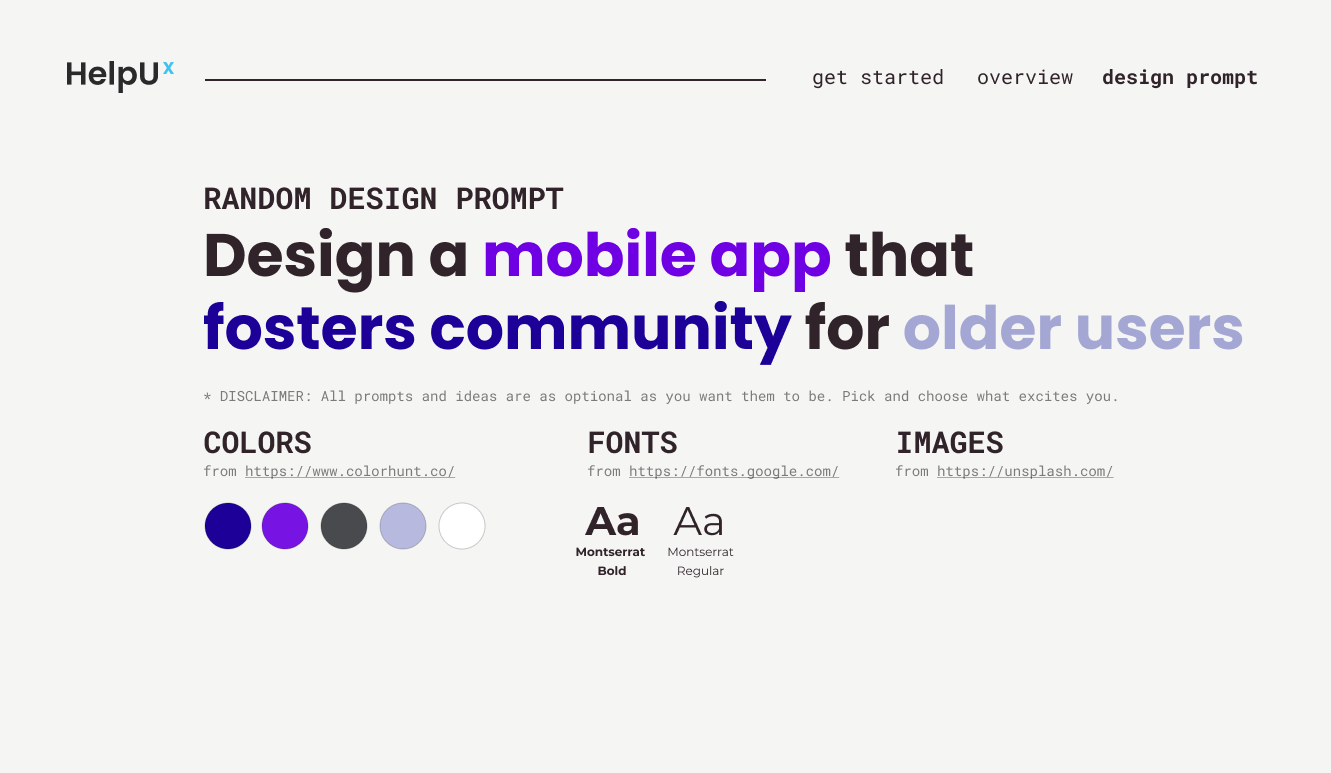 HelpUx
get started overview design prompt
RANDOM DESIGN PROMPT
Design a mobile app that
fosters community for older users
* DISCLAIMER: All prompts and ideas are as optional as you want them to be. Pick and choose what excites you.
COLORS
from https://www.colorhunt.co/
FONTS
from https://fonts.google.com/
IMAGES
from https://unsplash.com/
Aa
Montserrat
Bold
Aa
Montserrat
Regular